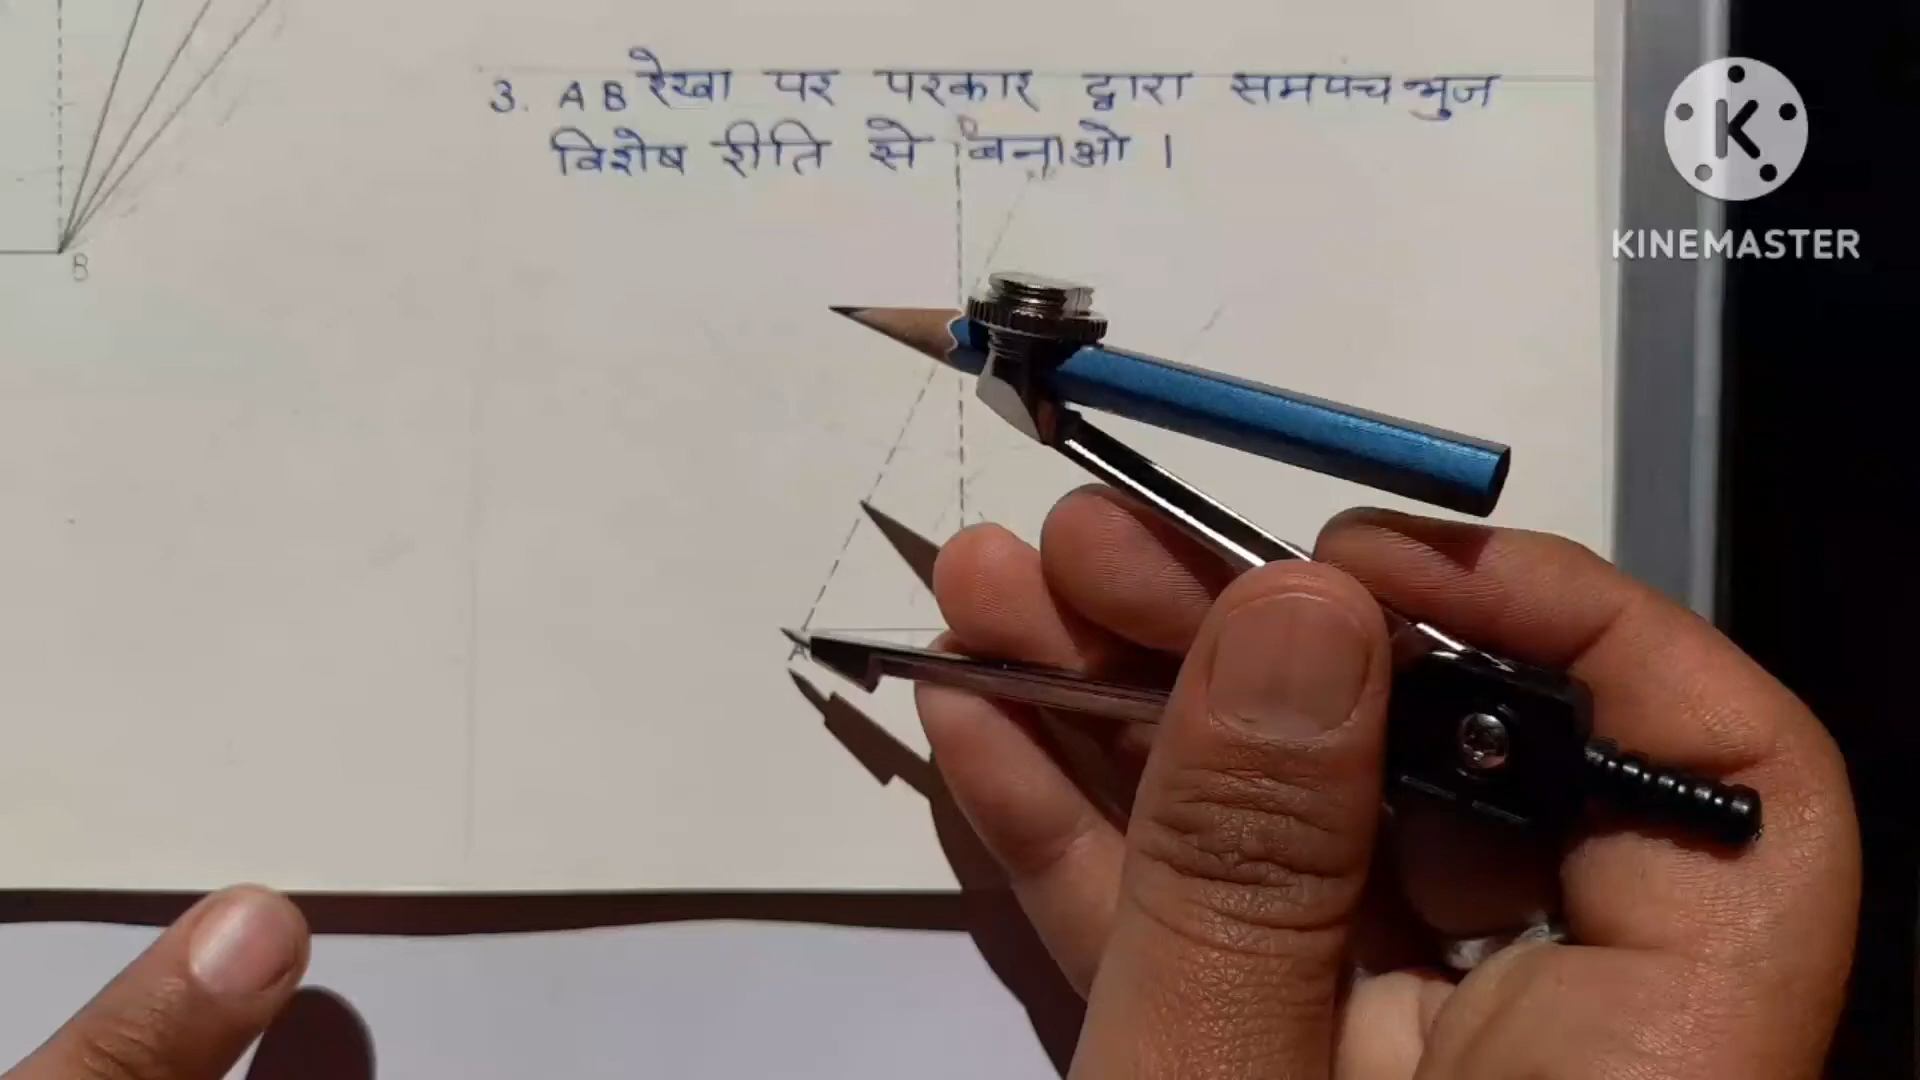 3. AB रेखा पर परकार द्वारा समपंचभुज
विशेष रीति से बनाओ ।
K
KINEMASTER
B
A